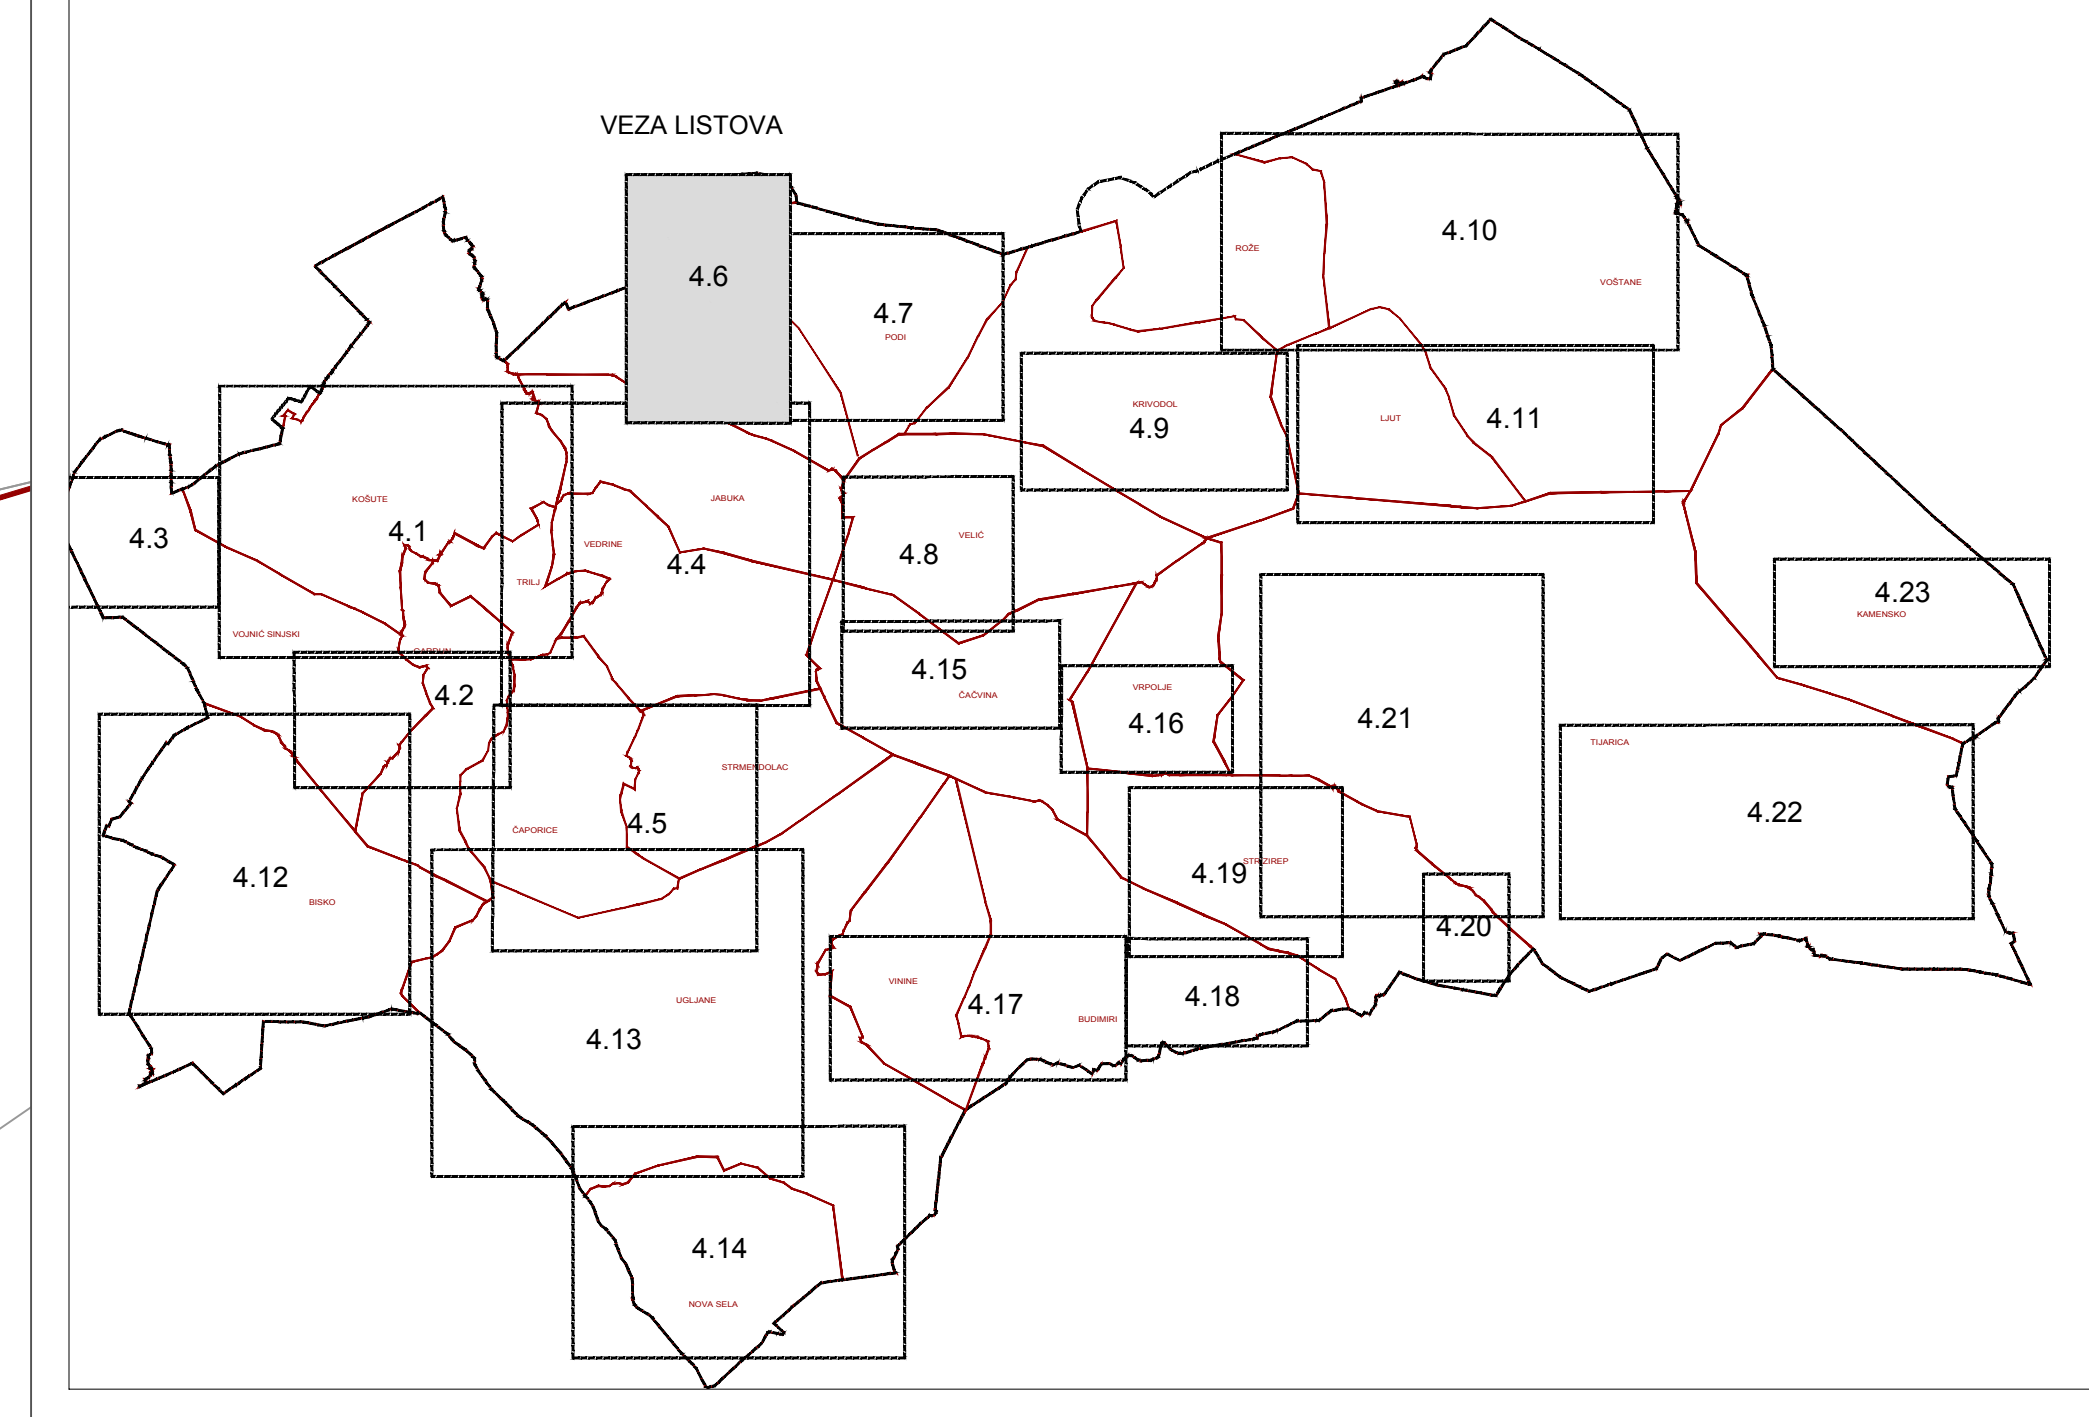 VEZA LISTOVA
4.10
ROŽE
4.6
VOŠTANE
4.7
PODI
KRIVODOL
LJUT
4.11
4.9
KOŠUTE
JABUKA
4.1
4.3
VELIĆ
VEDRINE
4.8
4.4
TRILJ
4.23
KAMENSKO
VOJNIĆ SINJSKI
GARDUN
4.15
VRPOLJE
4.2
ČAČVINA
4.16
4.21
TIJARICA
STRMENDOLAC
4.22
4.5
ČAPORICE
STRIZIREP
4.19
4.12
BISKO
4.20
VININE
4.18
UGLJANE
4.17
BUDIMIRI
4.13
4.14
NOVA SELA